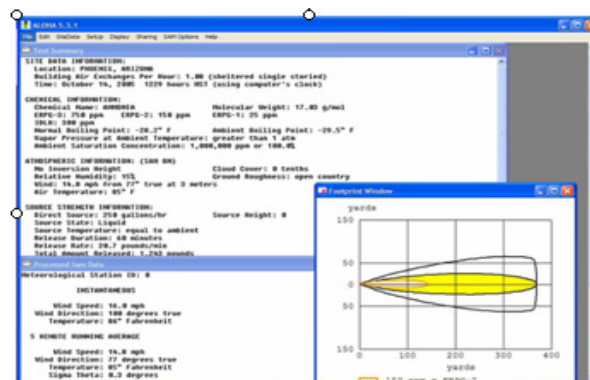 ALOHA 5.3.1
File Edit SiteData SetUp Display Sharing SAM Options Help
Text Summary
SITE DATA INFORMATION:
Location: PHOENIX, ARIZONA
Building Air Exchanges Per Hour: 1.00 (sheltered single storied)
Time: October 14, 2005 1229 hours MST (using computer's clock)
CHEMICAL INFORMATION:
Chemical Name: AMMONIA Molecular Weight: 17.03 g/mol
ERPG-3: 750 ppm ERPG-2: 150 ppm ERPG-1: 25 ppm
IDLH: 300 ppm
Normal Boiling Point: -28.2° F Ambient Boiling Point: -29.5° F
Vapor Pressure at Ambient Temperature: greater than 1 atm
Ambient Saturation Concentration: 1,000,000 ppm or 100.0%
ATMOSPHERIC INFORMATION: (SAM ON)
No Inversion Height Cloud Cover: 0 tenths
Relative Humidity: 15% Ground Roughness: open country
Wind: 14.8 mph from 77° true at 3 meters
Air Temperature: 85° F
SOURCE STRENGTH INFORMATION:
Direct Source: 250 gallons/hr Source Height: 0
Source State: Liquid
Source Temperature: equal to ambient
Release Duration: 60 minutes
Release Rate: 20.7 pounds/min
Total Amount Released: 1,243 pounds
Processed Sam Data
Meteorological Station ID: 0
INSTANTANEOUS
Wind Speed: 16.0 mph
Wind Direction: 100 degrees true
Temperature: 86° Fahrenheit
5 MINUTE RUNNING AVERAGE
Wind Speed: 14.8 mph
Wind Direction: 77 degrees true
Temperature: 85° Fahrenheit
Sigma Theta: 8.3 degrees
Footprint Window
yards
150
50
0
50
150
0 100 200 300 400
yards
150 ppm = ERPG-2